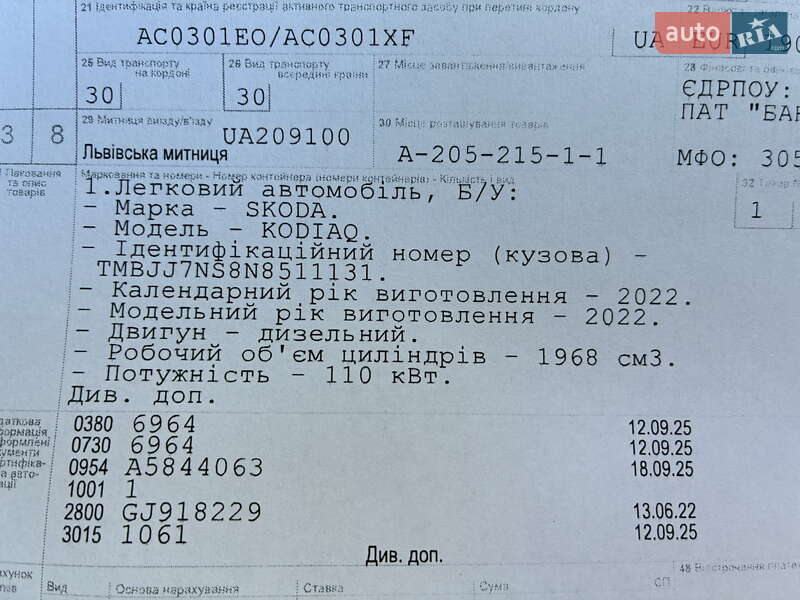 21 Ідентифікація та країна реєстрації активного транспортного засобу при перетині кордону
AC0301EO/AC0301XF
UA
EUR
auto RIA.com
25 Вид транспорту
на кордоні
30
26 Вид транспорту
всередині країни
30
27 Місце завантаження/вивантаження
ЄДРПОУ:
ПАТ "БАН
3
8
29 Митниця виїзду/в'їзду
UA209100
Львівська митниця
30 Місце розташування товарів
А-205-215-1-1
МФО: 305
Маркування та номери - Номер контейнера (номери контейнерів) - Кількість і вид
1.Легковий автомобіль, Б/У:
- Марка - SKODA.
- Модель - KODIAQ.
- Ідентифікаційний номер (кузова) -
TMBJJ7NS8N8511131.
- Календарний рік виготовлення - 2022.
- Модельний рік виготовлення - 2022.
- Двигун - дизельний.
- Робочий об'єм циліндрів - 1968 см3.
- Потужність - 110 кВт.
Див. доп.
1
0380 6964 12.09.25
0730 6964 12.09.25
0954 A5844063 18.09.25
1001 1
2800 GJ918229 13.06.22
3015 1061 12.09.25
Див. доп.
Вид
Основа нарахування
Ставка
Сума
СП